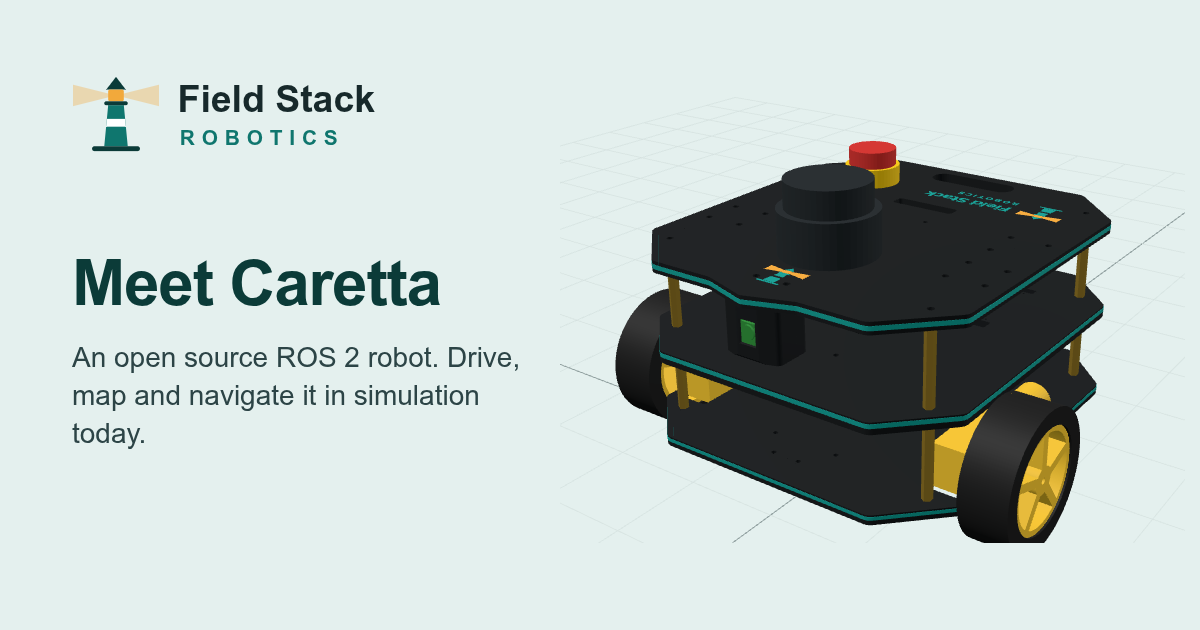 Field Stack
ROBOTICS
Meet Caretta
An open source ROS 2 robot. Drive,
map and navigate it in simulation
today.
Field Stack
ROBOTICS